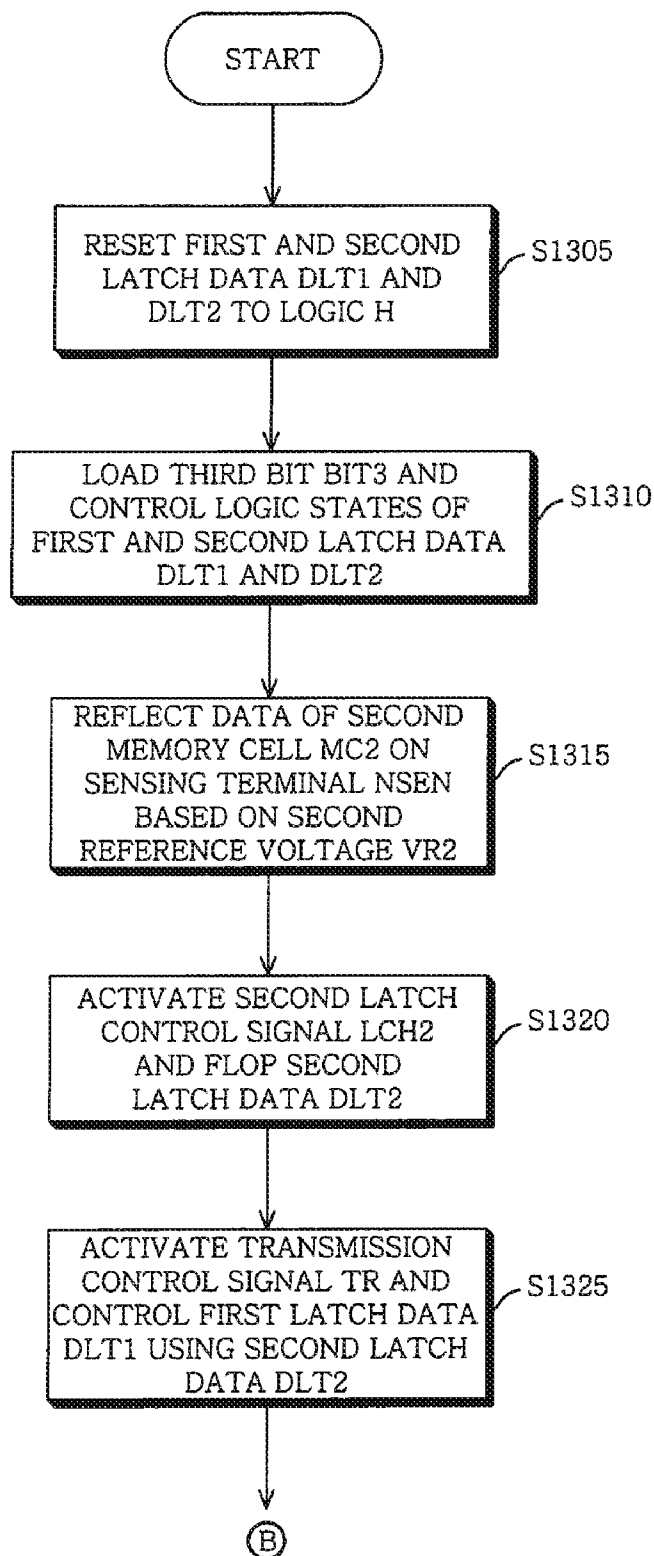 START
RESET FIRST AND SECOND
LATCH DATA DLT1 AND
DLT2 TO LOGIC H
S1305
LOAD THIRD BIT BIT3 AND
CONTROL LOGIC STATES OF
FIRST AND SECOND LATCH DATA
DLT1 AND DLT2
S1310
REFLECT DATA OF SECOND
MEMORY CELL MC2 ON
SENSING TERMINAL NSEN
BASED ON SECOND
REFERENCE VOLTAGE VR2
S1315
ACTIVATE SECOND LATCH
CONTROL SIGNAL LCH2
AND FLOP SECOND
LATCH DATA DLT2
S1320
ACTIVATE TRANSMISSION
CONTROL SIGNAL TR AND
CONTROL FIRST LATCH DATA
DLT1 USING SECOND LATCH
DATA DLT2
S1325
B